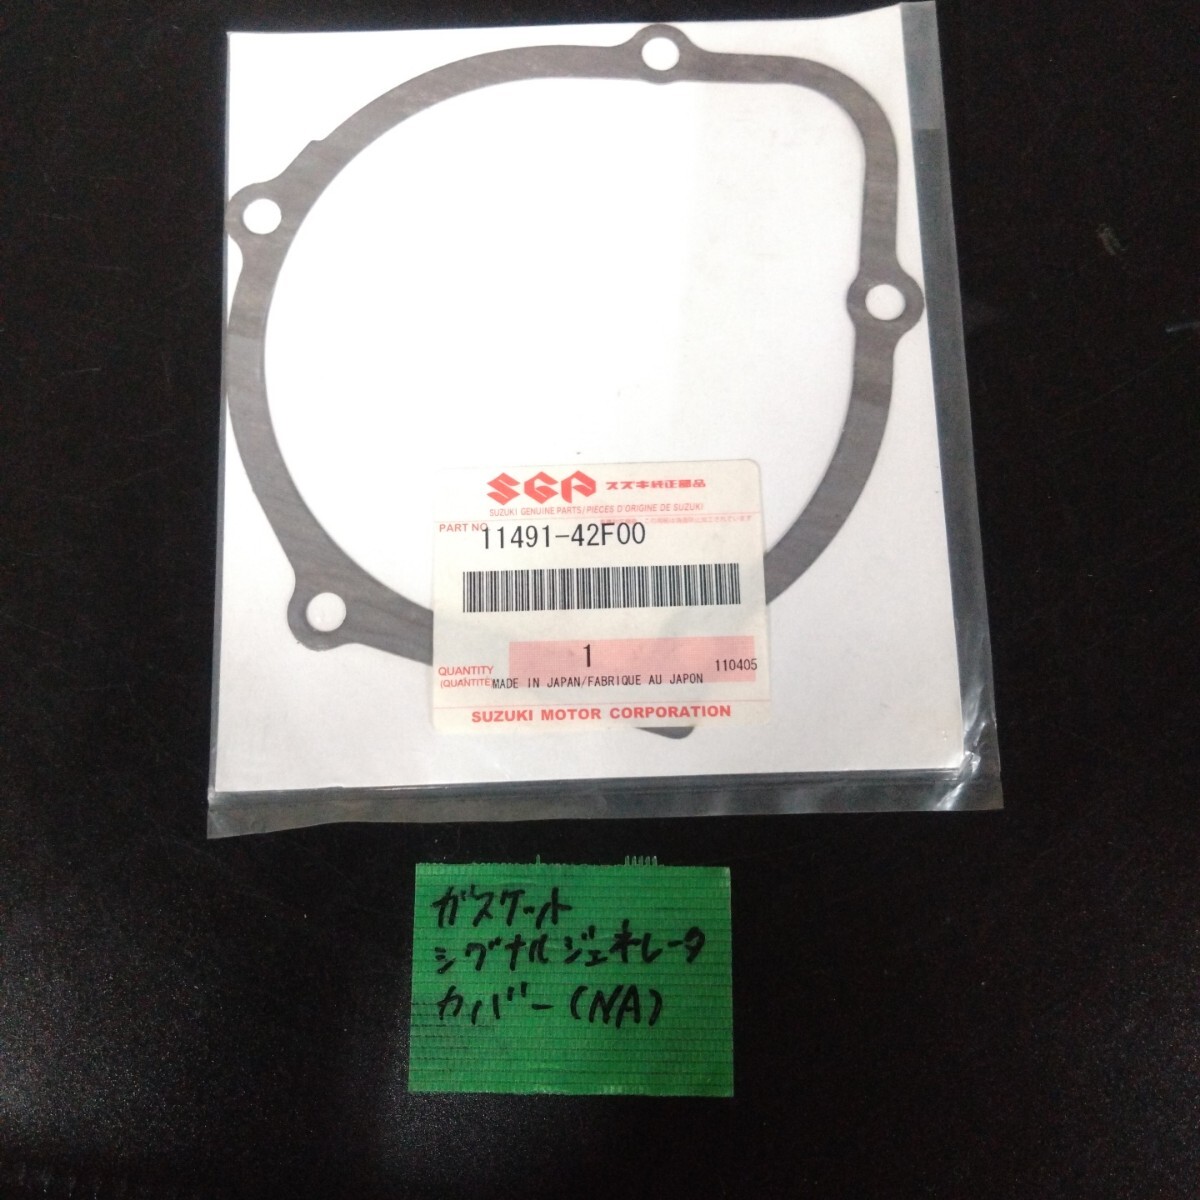 SGP スズキ純正部品
SUZUKI GENUINE PARTS/PIECES D'ORIGINE DE SUZUKI
PART NO
11491-42F00
1
QUANTITY
(QUANTITÉ)
110405
MADE IN JAPAN/FABRIQUE AU JAPON
SUZUKI MOTOR CORPORATION
ガスケット
シグナルジェネレータ
カバー(NA)